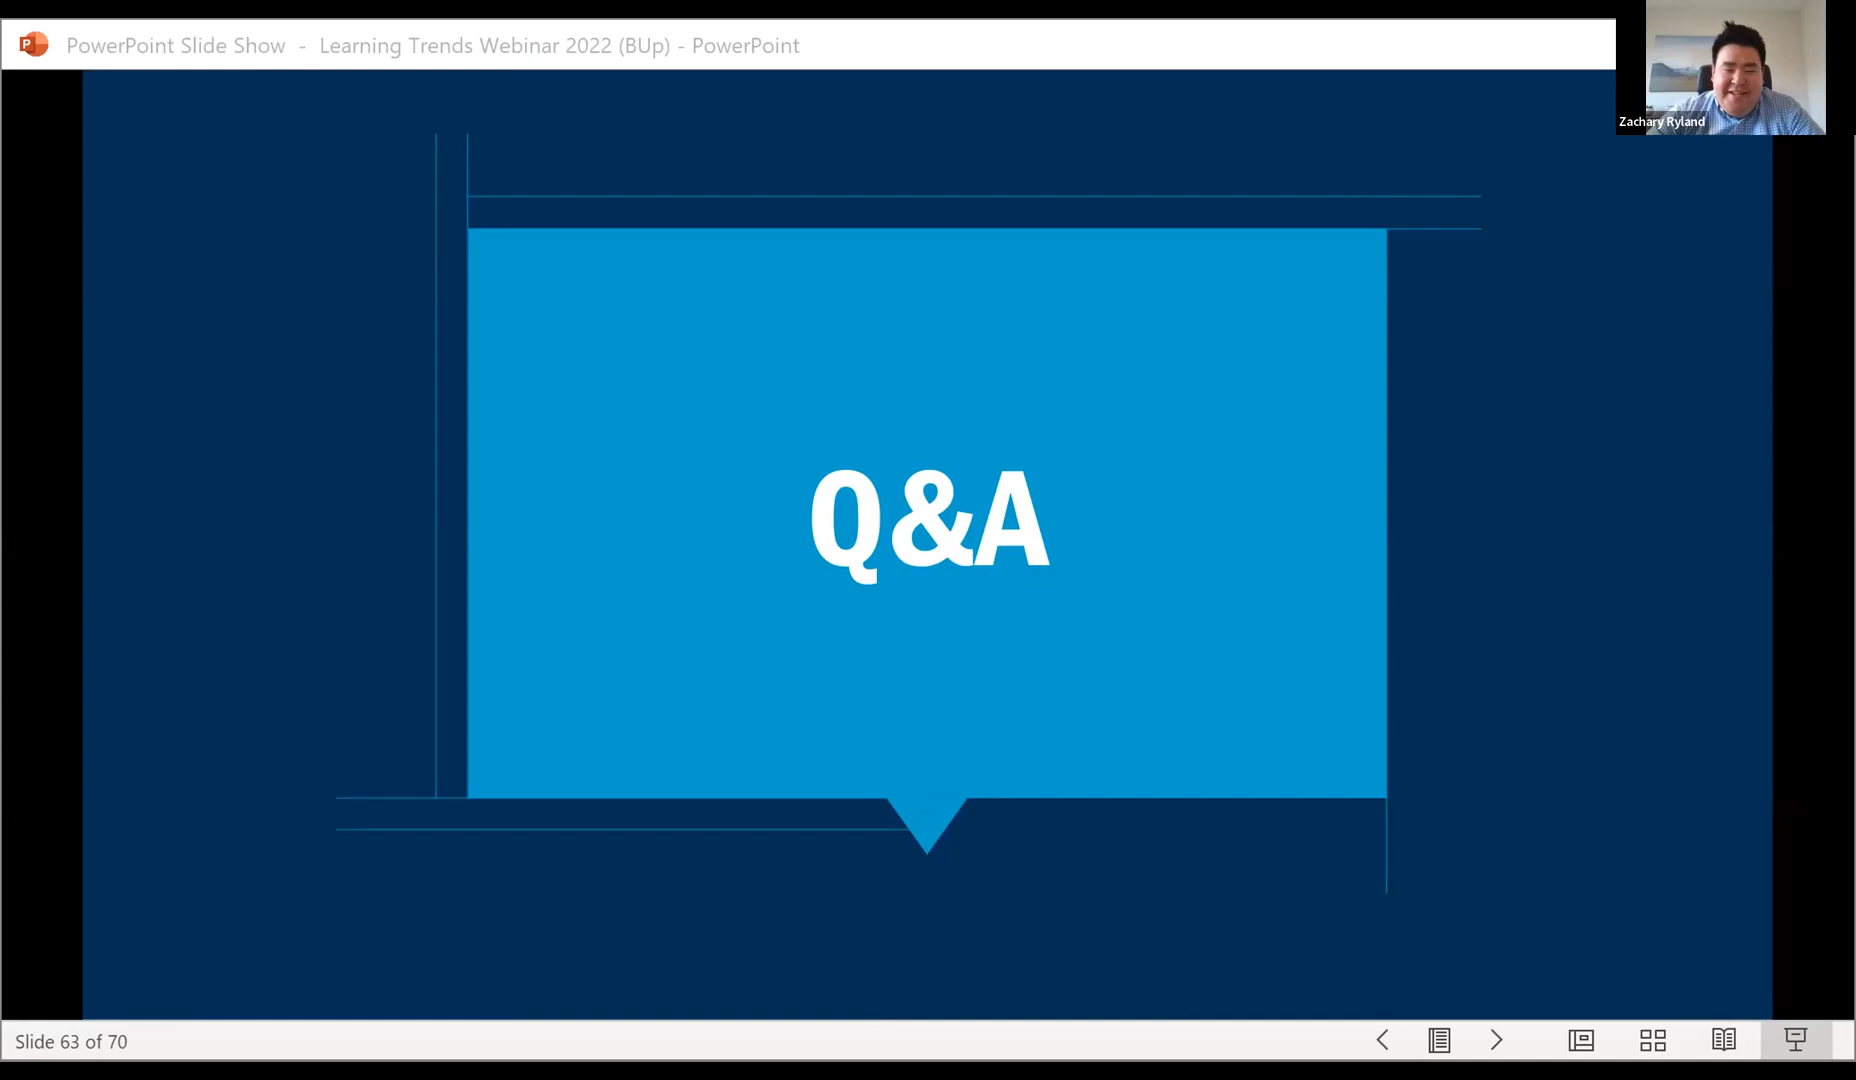 PowerPoint Slide Show - Learning Trends Webinar 2022 (BUp) - PowerPoint
Zachary Ryland
Q&A
Slide 63 of 70